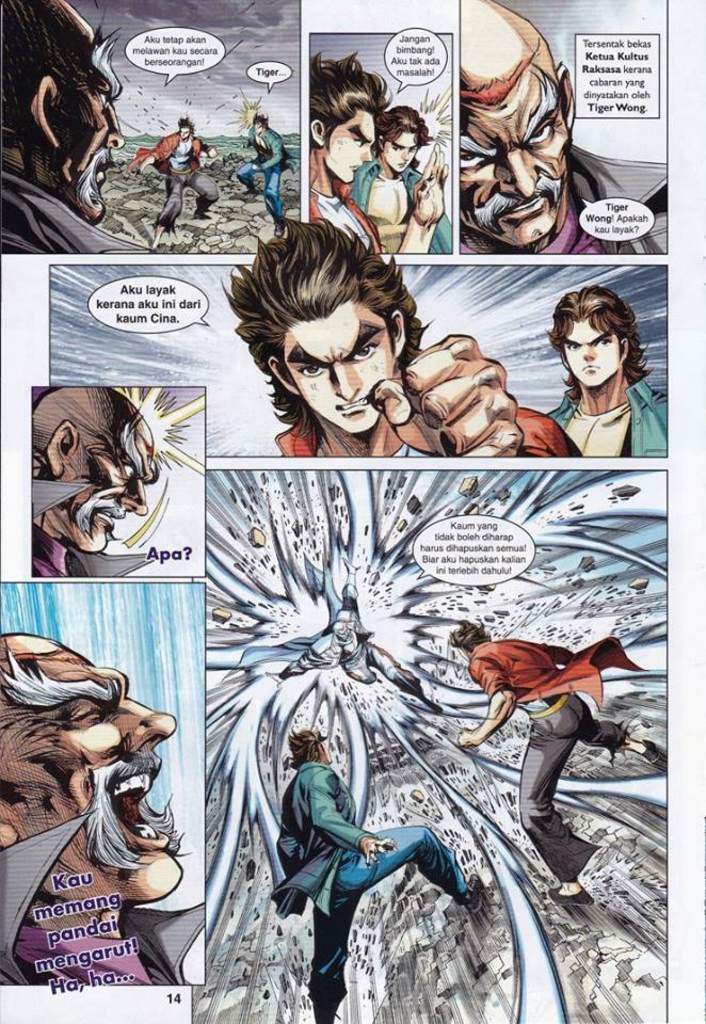 Aku tetap akan
melawan kau secara
berseorangan!
Tiger...
Jangan
bimbang!
Aku tak ada
masalah!
Tersentak bekas
Ketua Kultus
Raksasa kerana
cabaran yang
dinyatakan oleh
Tiger Wong.
Tiger
Wong! Apakah
kau layak?
Aku layak
kerana aku ini dari
kaum Cina.
Apa?
Kaum yang
tidak boleh diharap
harus dihapuskan semua!
Biar aku hapuskan kalian
ini terlebih dahulu!
Kau
memang
pandai
mengarut!
Ha, ha...
14